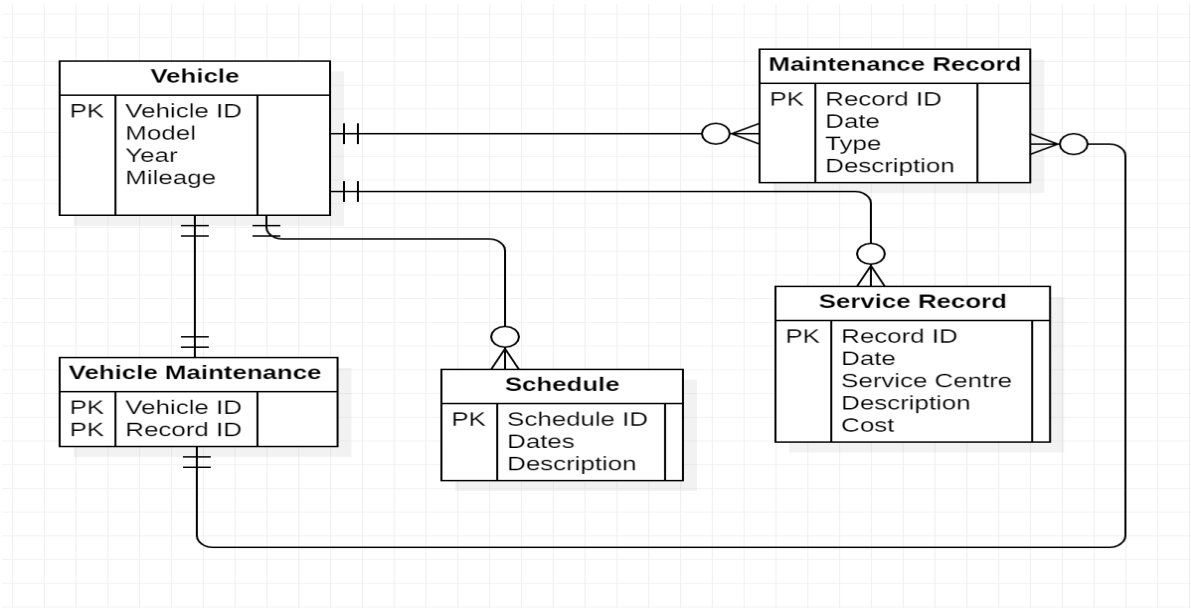 Vehicle
PK Vehicle ID
Model
Year
Mileage
Maintenance Record
PK Record ID
Date
Type
Description
Vehicle Maintenance
PK Vehicle ID
PK Record ID
Schedule
PK Schedule ID
Dates
Description
Service Record
PK Record ID
Date
Service Centre
Description
Cost